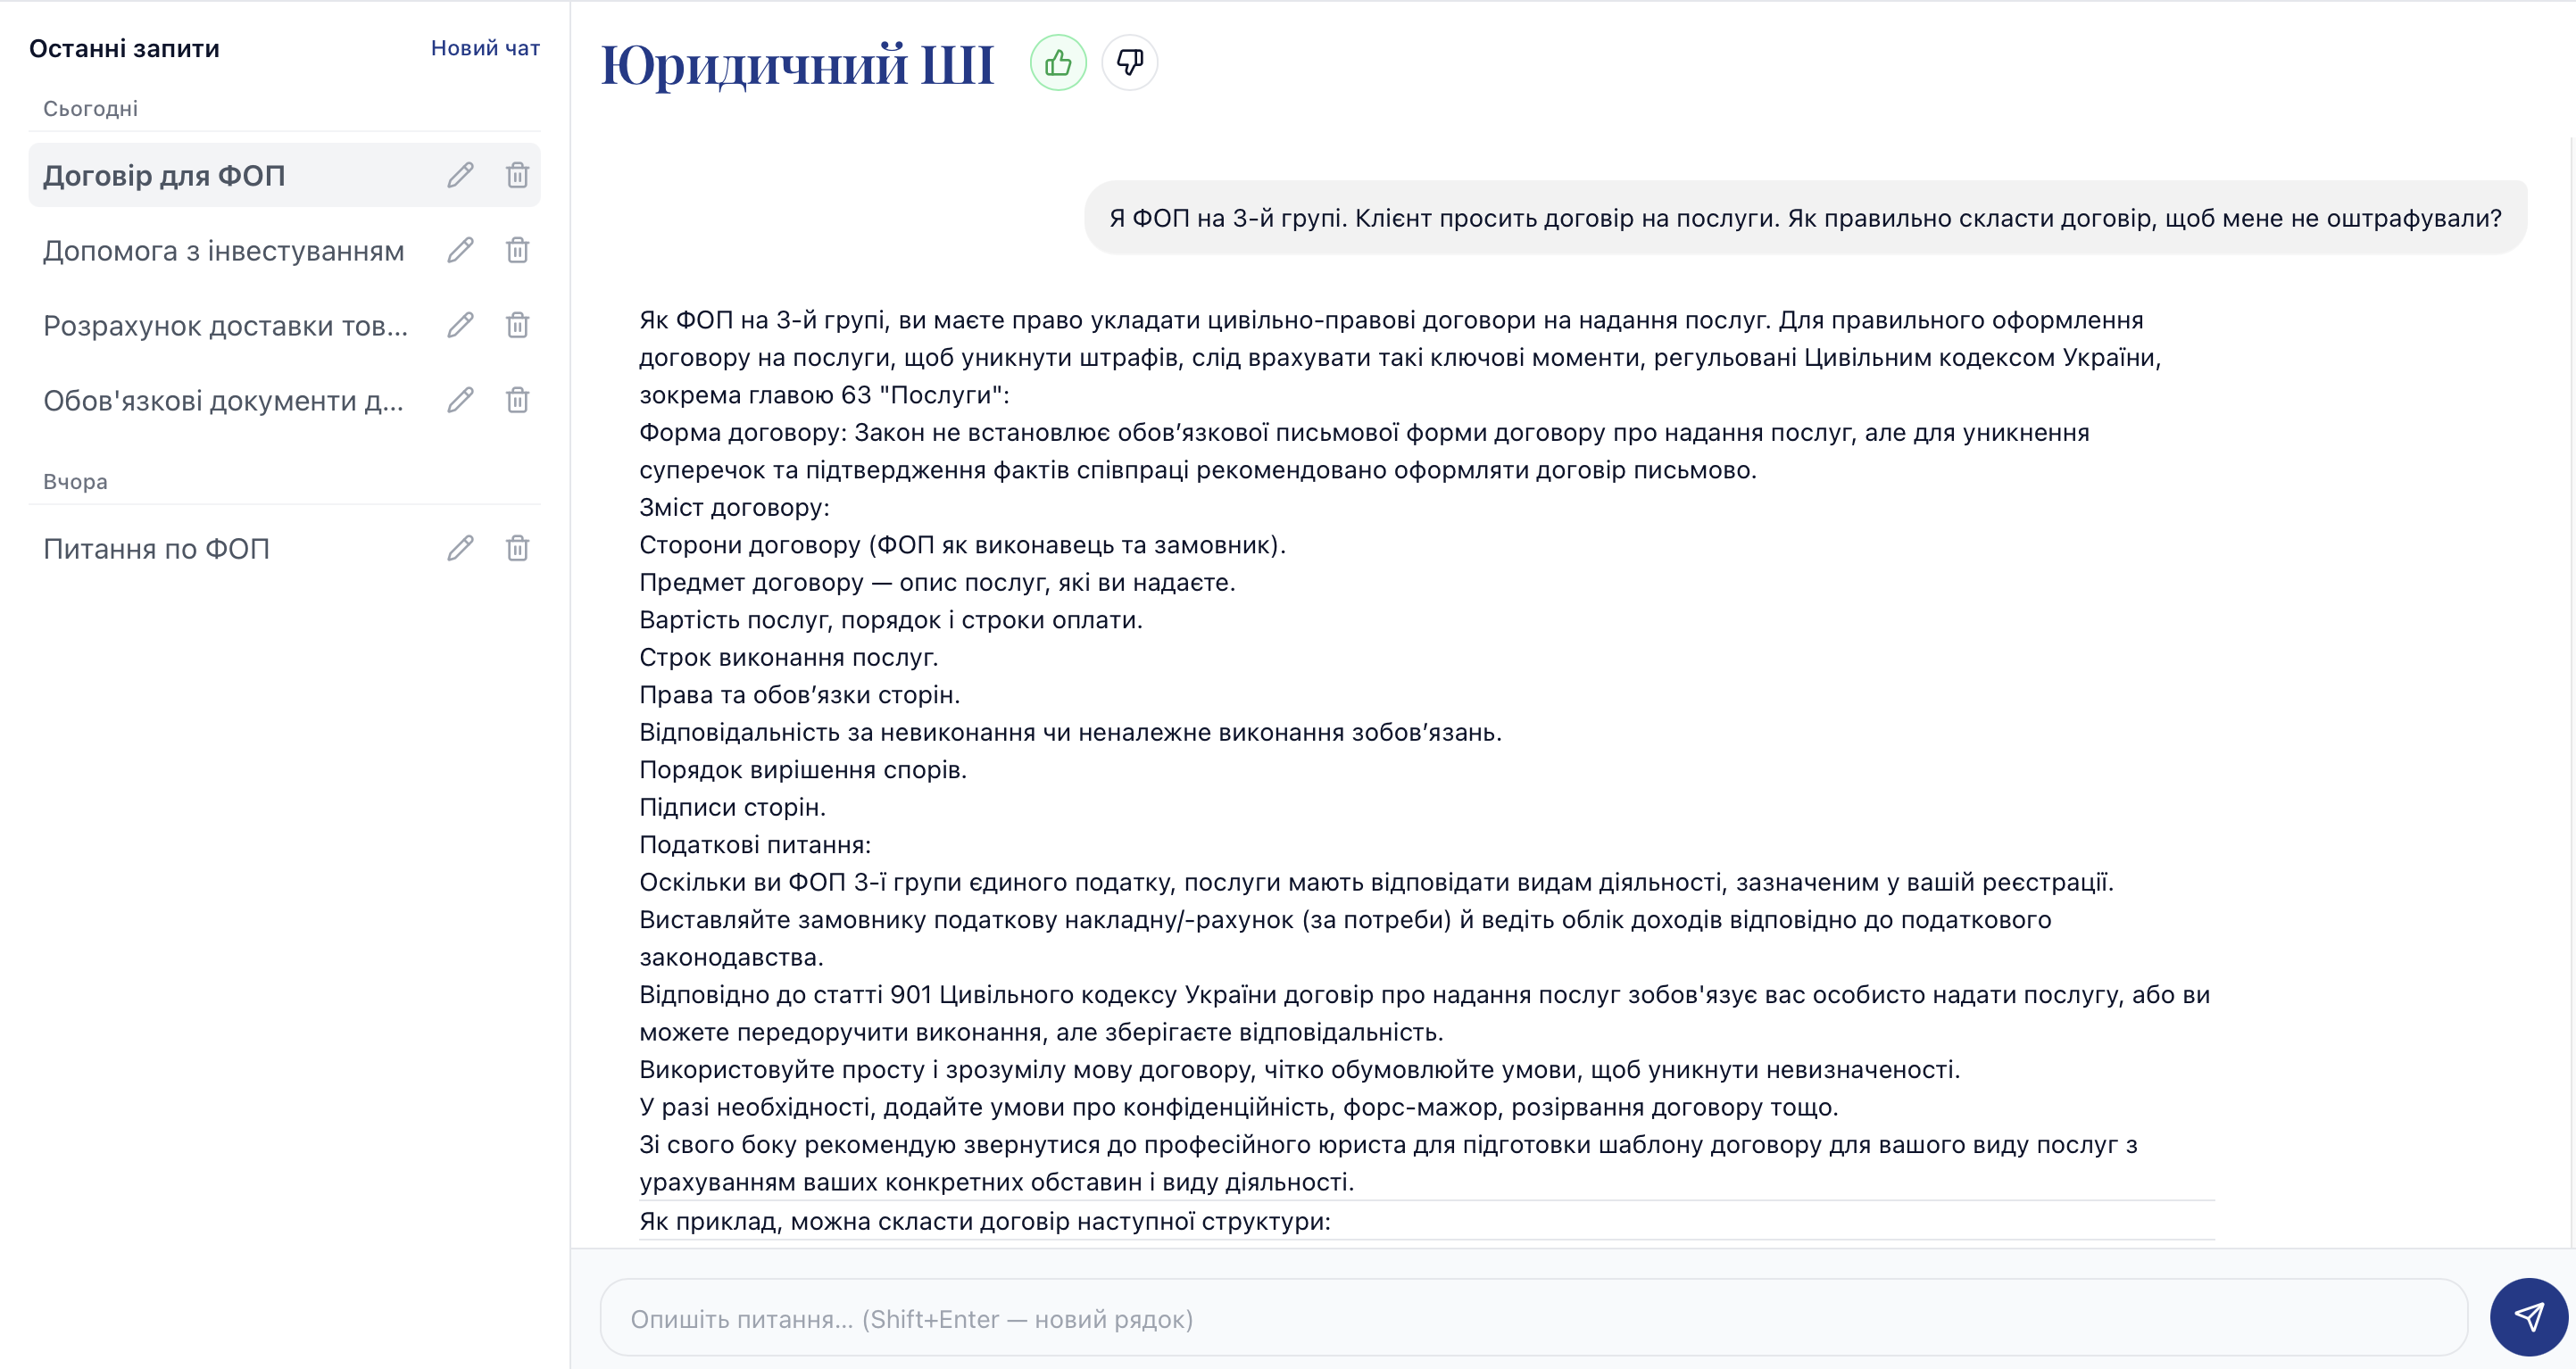 Останні запити
Новий чат
Сьогодні
Договір для ФОП
Допомога з інвестуванням
Розрахунок доставки тов...
Обов'язкові документи д...
Вчора
Питання по ФОП
Юридичний ШІ
Я ФОП на 3-й групі. Клієнт просить договір на послуги. Як правильно скласти договір, щоб мене не оштрафували?
Як ФОП на 3-й групі, ви маєте право укладати цивільно-правові договори на надання послуг. Для правильного оформлення
договору на послуги, щоб уникнути штрафів, слід врахувати такі ключові моменти, регульовані Цивільним кодексом України,
зокрема главою 63 "Послуги":
Форма договору: Закон не встановлює обов’язкової письмової форми договору про надання послуг, але для уникнення
суперечок та підтвердження фактів співпраці рекомендовано оформляти договір письмово.
Зміст договору:
Сторони договору (ФОП як виконавець та замовник).
Предмет договору — опис послуг, які ви надаєте.
Вартість послуг, порядок і строки оплати.
Строк виконання послуг.
Права та обов’язки сторін.
Відповідальність за невиконання чи неналежне виконання зобов’язань.
Порядок вирішення спорів.
Підписи сторін.
Податкові питання:
Оскільки ви ФОП 3-ї групи єдиного податку, послуги мають відповідати видам діяльності, зазначеним у вашій реєстрації.
Виставляйте замовнику податкову накладну/-рахунок (за потреби) й ведіть облік доходів відповідно до податкового
законодавства.
Відповідно до статті 901 Цивільного кодексу України договір про надання послуг зобов'язує вас особисто надати послугу, або ви
можете передоручити виконання, але зберігаєте відповідальність.
Використовуйте просту і зрозумілу мову договору, чітко обумовлюйте умови, щоб уникнути невизначеності.
У разі необхідності, додайте умови про конфіденційність, форс-мажор, розірвання договору тощо.
Зі свого боку рекомендую звернутися до професійного юриста для підготовки шаблону договору для вашого виду послуг з
урахуванням ваших конкретних обставин і виду діяльності.
Як приклад, можна скласти договір наступної структури:
Опишіть питання... (Shift+Enter — новий рядок)